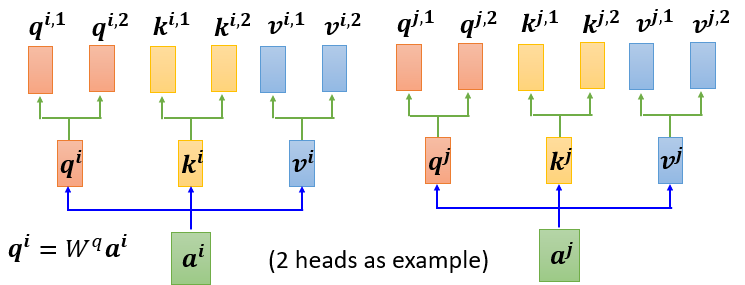 q^{i,1} q^{i,2} k^{i,1} k^{i,2} v^{i,1} v^{i,2} q^{j,1} q^{j,2} k^{j,1} k^{j,2} v^{j,1} v^{j,2}
q^i k^i v^i q^j k^j v^j
q^i = W^q a^i a^i (2 heads as example) a^j